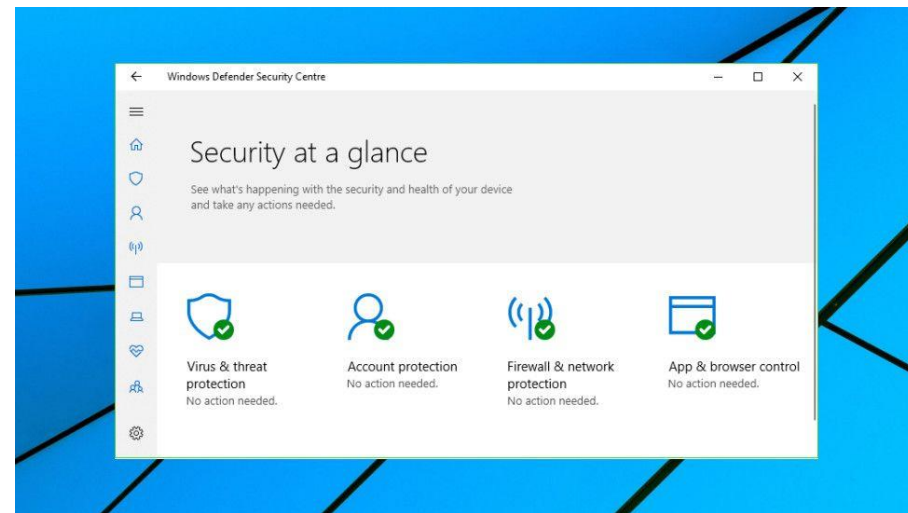 Windows Defender Security Centre
Security at a glance
See what's happening with the security and health of your device
and take any actions needed.
Virus & threat
protection
No action needed.
Account protection
No action needed.
Firewall & network
protection
No action needed.
App & browser control
No action needed.